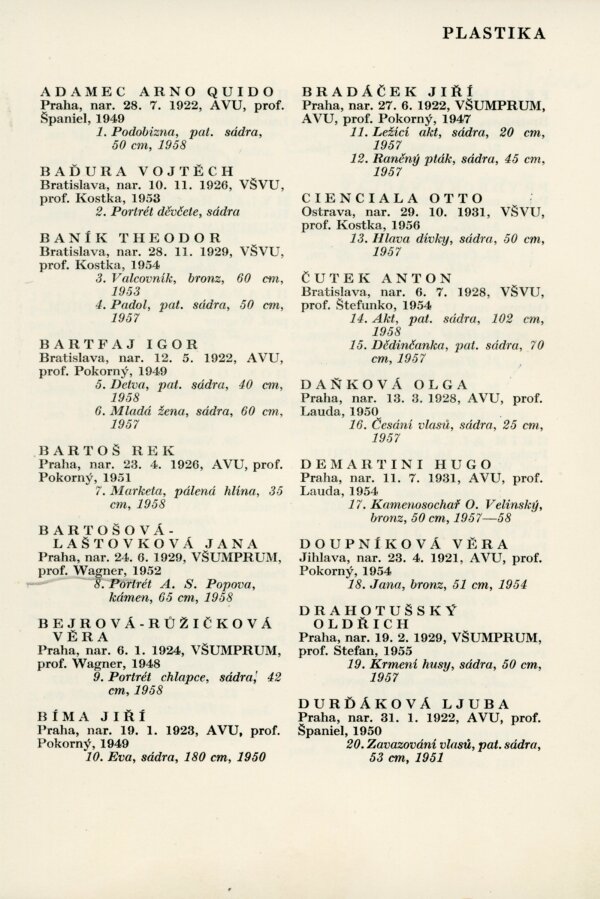 PLASTIKA
ADAMEC ARNO QUIDO
Praha, nar. 28. 7. 1922, AVU, prof.
Španiel, 1949
1. Podobizna, pat. sádra,
50 cm, 1958
BAĎURA VOJTĚCH
Bratislava, nar. 10. 11. 1926, VŠVU,
prof. Kostka, 1953
2. Portrét děvčete, sádra
BANÍK THEODOR
Bratislava, nar. 28. 11. 1929, VŠVU,
prof. Kostka, 1954
3. Valcovník, bronz, 60 cm,
1953
4. Padol, pat. sádra, 50 cm,
1957
BARTFAJ IGOR
Bratislava, nar. 12. 5. 1922, AVU,
prof. Pokorný, 1949
5. Detva, pat. sádra, 40 cm,
1958
6. Mladá žena, sádra, 60 cm,
1957
BARTOŠ REK
Praha, nar. 23. 4. 1926, AVU, prof.
Pokorný, 1951
7. Marketa, pálená hlína, 35
cm, 1958
BARTOŠOVÁ-
LAŠTOVKOVÁ JANA
Praha, nar. 24. 6. 1929, VŠUMPRUM,
prof. Wagner, 1952
8. Portrét A. S. Popova,
kámen, 65 cm, 1958
BEJROVÁ-RŮŽIČKOVÁ
VĚRA
Praha, nar. 6. 1. 1924, VŠUMPRUM,
prof. Wagner, 1948
9. Portrét chlapce, sádra, 42
cm, 1958
BÍMA JIŘÍ
Praha, nar. 19. 1. 1923, AVU, prof.
Pokorný, 1949
10. Eva, sádra, 180 cm, 1950
BRADÁČEK JIŘÍ
Praha, nar. 27. 6. 1922, VŠUMPRUM,
AVU, prof. Pokorný, 1947
11. Ležící akt, sádra, 20 cm,
1957
12. Raněný pták, sádra, 45 cm,
1957
CIENCIALA OTTO
Ostrava, nar. 29. 10. 1931, VŠVU,
prof. Kostka, 1956
13. Hlava dívky, sádra, 50 cm,
1957
ČUTEK ANTON
Bratislava, nar. 6. 7. 1928, VŠVU,
prof. Štefunko, 1954
14. Akt, pat. sádra, 102 cm,
1958
15. Dědinčanka, pat. sádra, 70
cm, 1957
DAŇKOVÁ OLGA
Praha, nar. 13. 3. 1928, AVU, prof.
Lauda, 1950
16. Česání vlasů, sádra, 25 cm,
1957
DEMARTINI HUGO
Praha, nar. 11. 7. 1931, AVU, prof.
Lauda, 1954
17. Kamenosochař O. Velinský,
bronz, 50 cm, 1957—58
DOUPNÍKOVÁ VĚRA
Jihlava, nar. 23. 4. 1921, AVU, prof.
Pokorný, 1954
18. Jana, bronz, 51 cm, 1954
DRAHOTUŠSKÝ
OLDŘICH
Praha, nar. 19. 2. 1929, VŠUMPRUM,
prof. Štefan, 1955
19. Krmení husy, sádra, 50 cm,
1957
DURĎÁKOVÁ LJUBA
Praha, nar. 31. 1. 1922, AVU, prof.
Španiel, 1950
20. Zavazování vlasů, pat. sádra,
53 cm, 1951